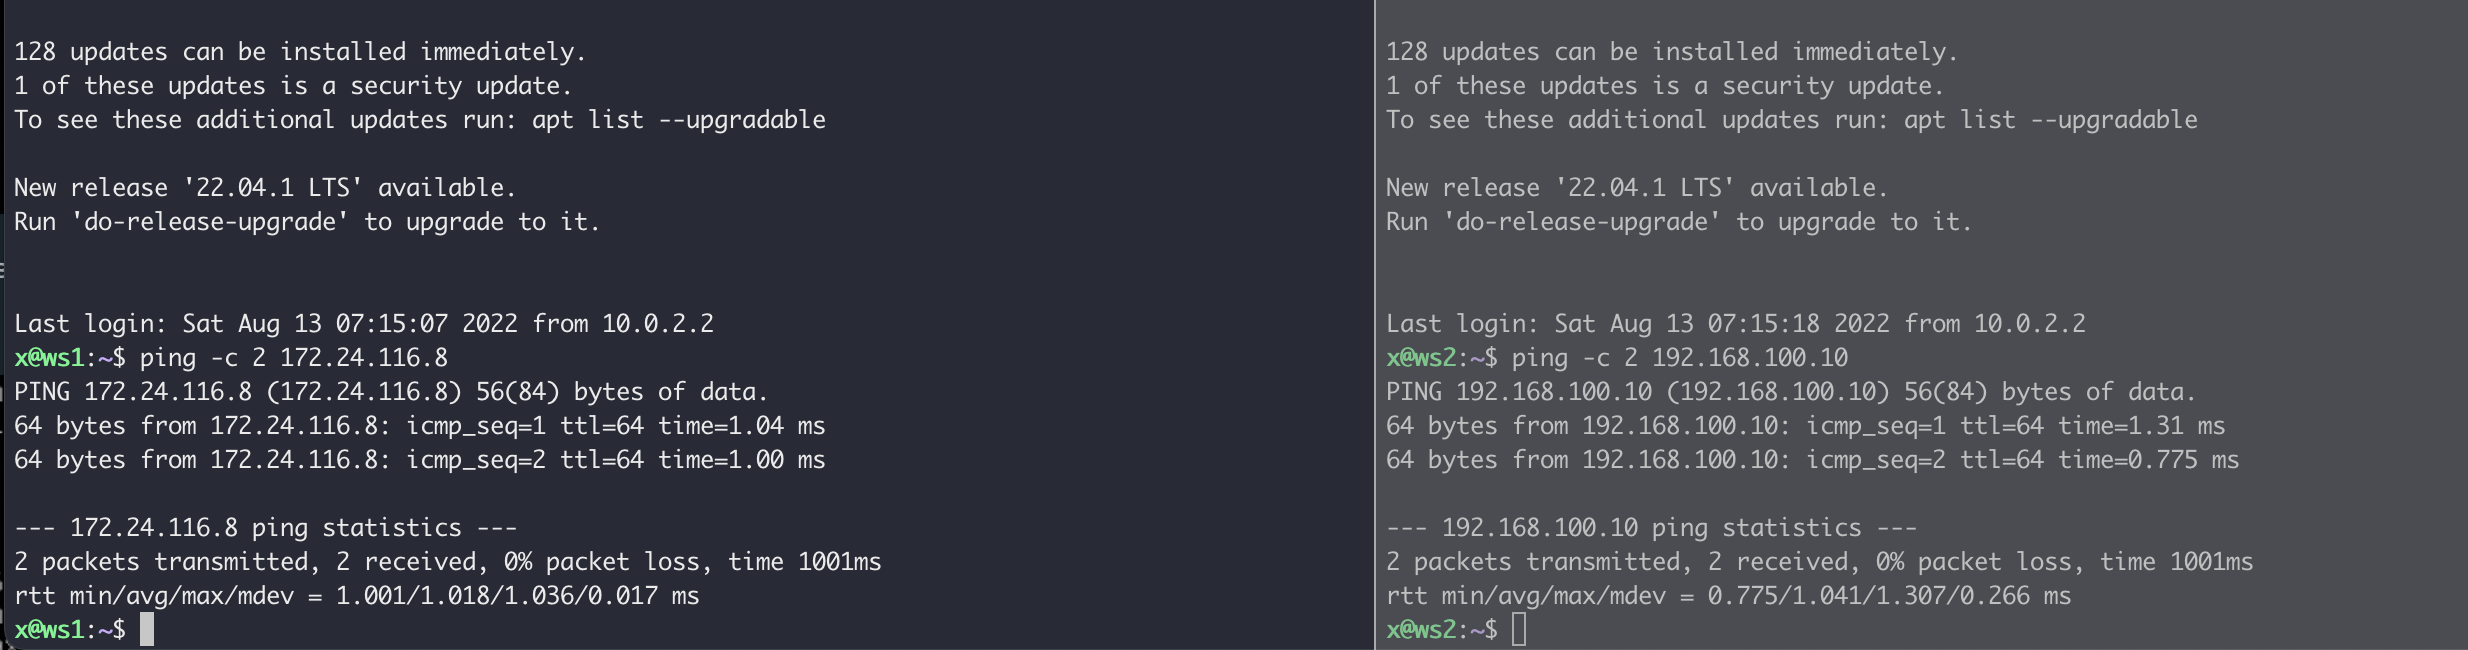 128 updates can be installed immediately.
1 of these updates is a security update.
To see these additional updates run: apt list --upgradable
New release '22.04.1 LTS' available.
Run 'do-release-upgrade' to upgrade to it.
Last login: Sat Aug 13 07:15:07 2022 from 10.0.2.2
x@ws1:~$ ping -c 2 172.24.116.8
PING 172.24.116.8 (172.24.116.8) 56(84) bytes of data.
64 bytes from 172.24.116.8: icmp_seq=1 ttl=64 time=1.04 ms
64 bytes from 172.24.116.8: icmp_seq=2 ttl=64 time=1.00 ms
--- 172.24.116.8 ping statistics ---
2 packets transmitted, 2 received, 0% packet loss, time 1001ms
rtt min/avg/max/mdev = 1.001/1.018/1.036/0.017 ms
x@ws1:~$
128 updates can be installed immediately.
1 of these updates is a security update.
To see these additional updates run: apt list --upgradable
New release '22.04.1 LTS' available.
Run 'do-release-upgrade' to upgrade to it.
Last login: Sat Aug 13 07:15:18 2022 from 10.0.2.2
x@ws2:~$ ping -c 2 192.168.100.10
PING 192.168.100.10 (192.168.100.10) 56(84) bytes of data.
64 bytes from 192.168.100.10: icmp_seq=1 ttl=64 time=1.31 ms
64 bytes from 192.168.100.10: icmp_seq=2 ttl=64 time=0.775 ms
--- 192.168.100.10 ping statistics ---
2 packets transmitted, 2 received, 0% packet loss, time 1001ms
rtt min/avg/max/mdev = 0.775/1.041/1.307/0.266 ms
x@ws2:~$